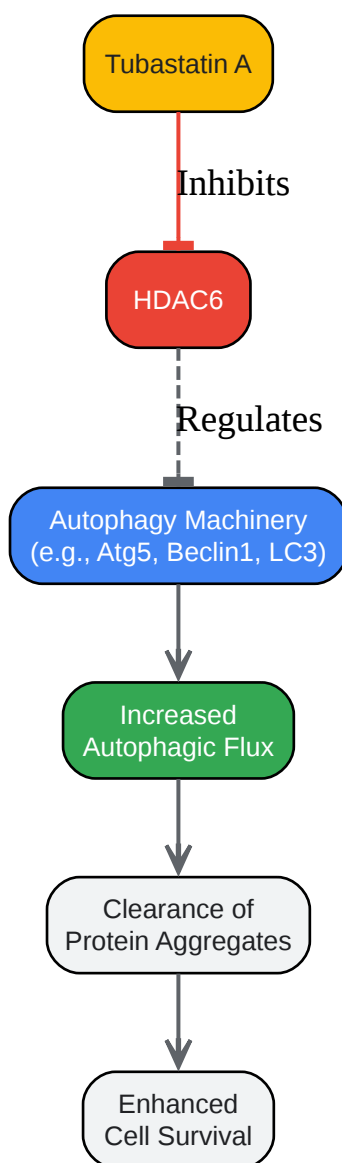 Tubastatin A
Inhibits
HDAC6
Regulates
Autophagy Machinery
(e.g., Atg5, Beclin1, LC3)
Increased
Autophagic Flux
Clearance of
Protein Aggregates
Enhanced
Cell Survival